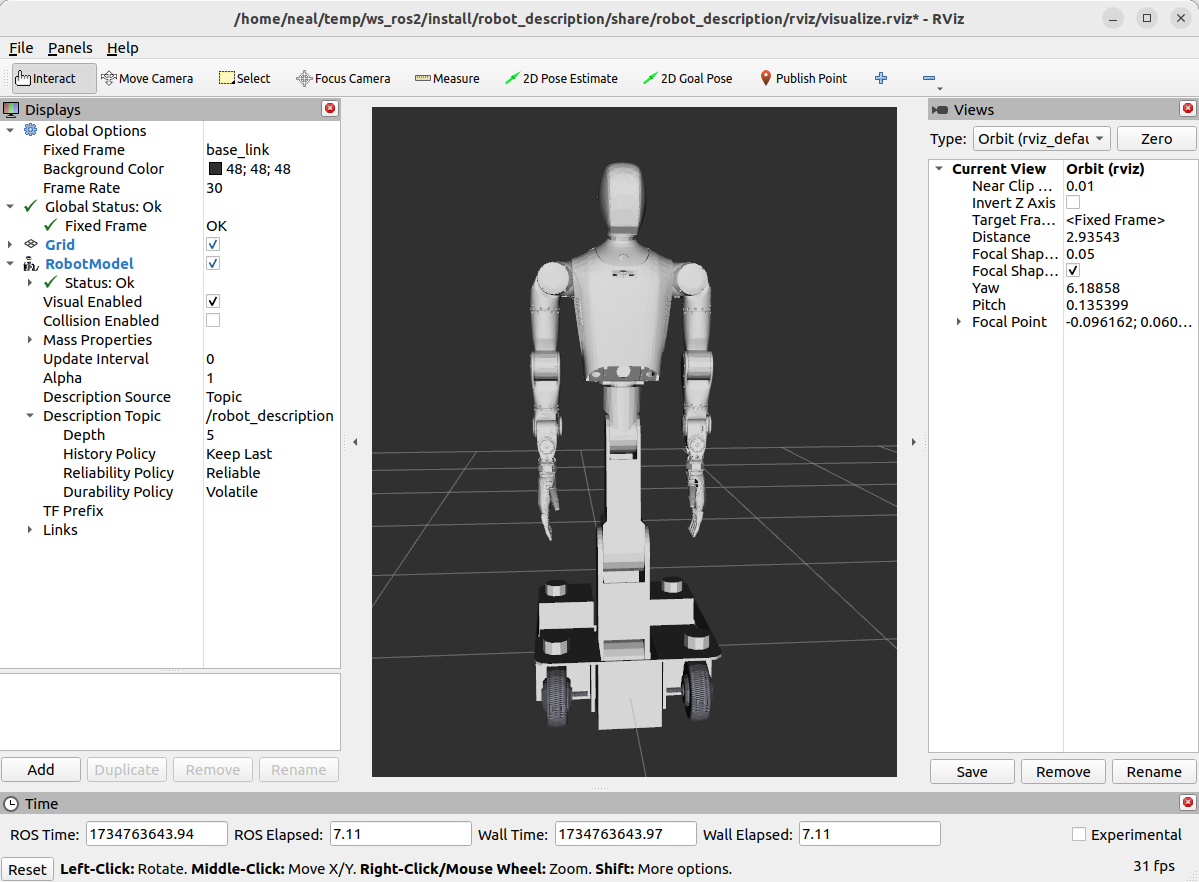 /home/neal/temp/ws_ros2/install/robot_description/share/robot_description/rviz/visualize.rviz* - RViz
File Panels Help
Interact Move Camera Select Focus Camera Measure 2D Pose Estimate 2D Goal Pose Publish Point
Displays
Global Options
Fixed Frame base_link
Background Color 48; 48; 48
Frame Rate 30
Global Status: Ok
Fixed Frame OK
Grid
RobotModel
Status: Ok
Visual Enabled
Collision Enabled
Mass Properties
Update Interval 0
Alpha 1
Description Source Topic
Description Topic /robot_description
Depth 5
History Policy Keep Last
Reliability Policy Reliable
Durability Policy Volatile
TF Prefix
Links
Add Duplicate Remove Rename
Views
Type: Orbit (rviz_defau Zero
Current View Orbit (rviz)
Near Clip ... 0.01
Invert Z Axis
Target Fra... <Fixed Frame>
Distance 2.93543
Focal Shap... 0.05
Focal Shap...
Yaw 6.18858
Pitch 0.135399
Focal Point -0.096162; 0.060...
Save Remove Rename
Time
ROS Time: 1734763643.94 ROS Elapsed: 7.11 Wall Time: 1734763643.97 Wall Elapsed: 7.11 Experimental
Reset Left-Click: Rotate. Middle-Click: Move X/Y. Right-Click/Mouse Wheel: Zoom. Shift: More options. 31 fps